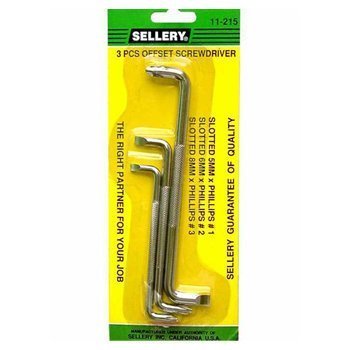 11-215
SELLERY®
3 PCS OFFSET SCREWDRIVER
SLOTTED 5MM x PHILLIPS # 1
SLOTTED 6MM x PHILLIPS # 2
SLOTTED 8MM x PHILLIPS # 3
SELLERY GUARANTEE OF QUALITY
THE RIGHT PARTNER FOR YOUR JOB
MANUFACTURED UNDER AUTHORITY OF
SELLERY INC. CALIFORNIA U.S.A.